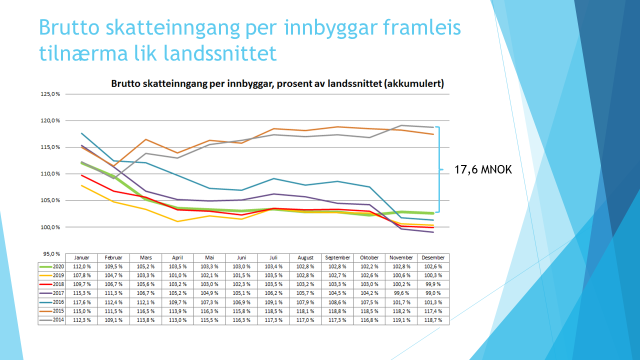 Brutto skatteinngang per innbyggar framleis
tilnærma lik landssnittet
Brutto skatteinngang per innbyggar, prosent av landssnittet (akkumulert)
125,0 %
120,0 %
115,0 %
110,0 %
105,0 %
100,0 %
95,0 %
17,6 MNOK
Januar Februar Mars April Mai Juni Juli August September Oktober November Desember
2020 112,0 % 109,5 % 105,2 % 103,5 % 103,3 % 103,0 % 103,4 % 102,8 % 102,8 % 102,2 % 102,8 % 102,6 %
2019 107,8 % 104,7 % 103,3 % 101,0 % 102,1 % 101,5 % 103,5 % 102,8 % 102,7 % 102,6 % 100,6 % 100,3 %
2018 109,7 % 106,7 % 105,6 % 103,2 % 103,0 % 102,3 % 103,5 % 103,2 % 103,3 % 103,0 % 100,2 % 99,9 %
2017 115,3 % 111,3 % 106,7 % 105,2 % 104,9 % 105,1 % 106,2 % 105,7 % 104,5 % 104,2 % 99,6 % 99,0 %
2016 117,6 % 112,4 % 112,1 % 109,7 % 107,3 % 106,9 % 109,1 % 107,9 % 108,6 % 107,5 % 101,7 % 101,3 %
2015 115,0 % 111,5 % 116,5 % 113,9 % 116,3 % 115,8 % 118,5 % 118,1 % 118,8 % 118,5 % 118,2 % 117,4 %
2014 112,3 % 109,1 % 113,8 % 113,0 % 115,5 % 116,3 % 117,3 % 117,0 % 117,3 % 116,8 % 119,1 % 118,7 %